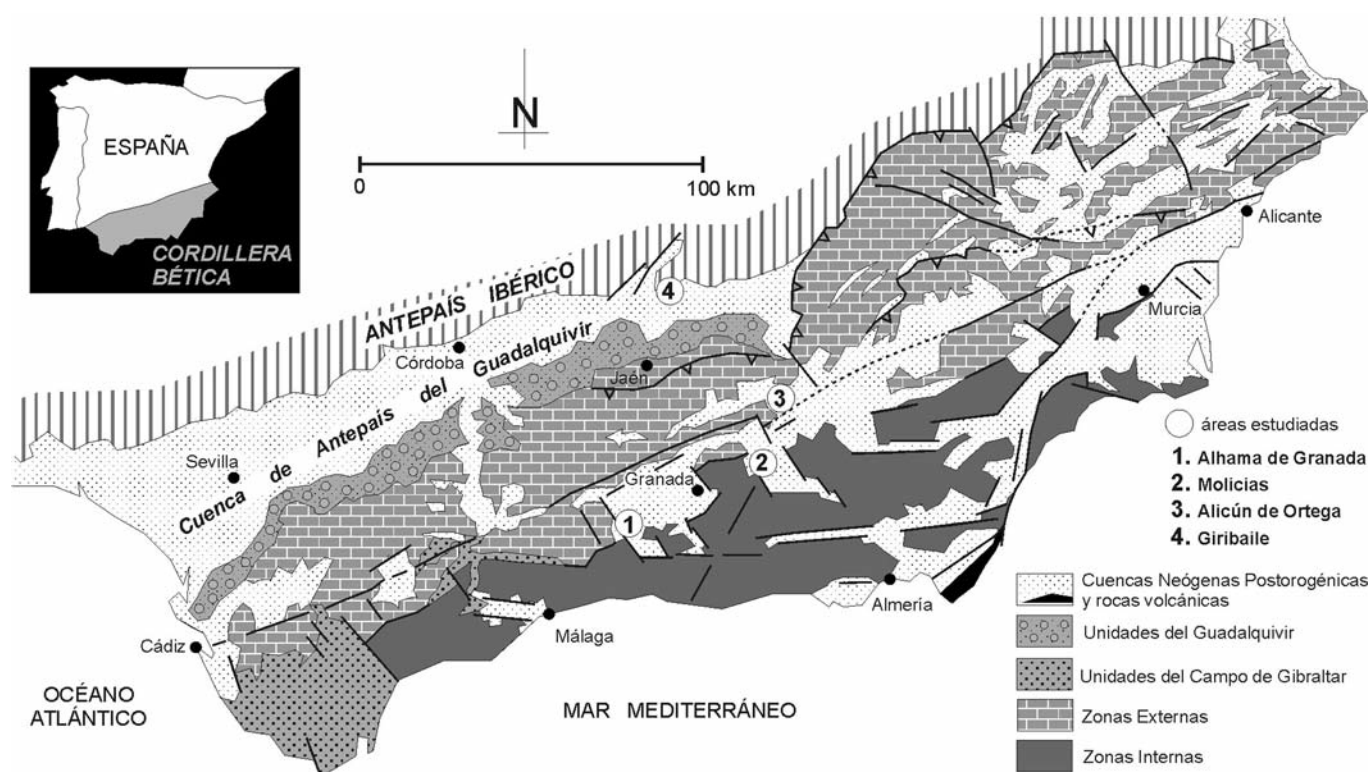 ESPAÑA
CORDILLERA
BÉTICA
N
0
100 km
ANTEPAÍS IBÉRICO
Cuenca de Antepaís del Guadalquivir
4
Córdoba
Jaén
3
Sevilla
Granada
2
1
Alicante
Murcia
Almería
Málaga
Cádiz
OCÉANO
ATLÁNTICO
MAR MEDITERRÁNEO
áreas estudiadas
1. Alhama de Granada
2. Molicias
3. Alicún de Ortega
4. Giribaile
Cuencas Neógenas Postorogénicas
y rocas volcánicas
Unidades del Guadalquivir
Unidades del Campo de Gibraltar
Zonas Externas
Zonas Internas